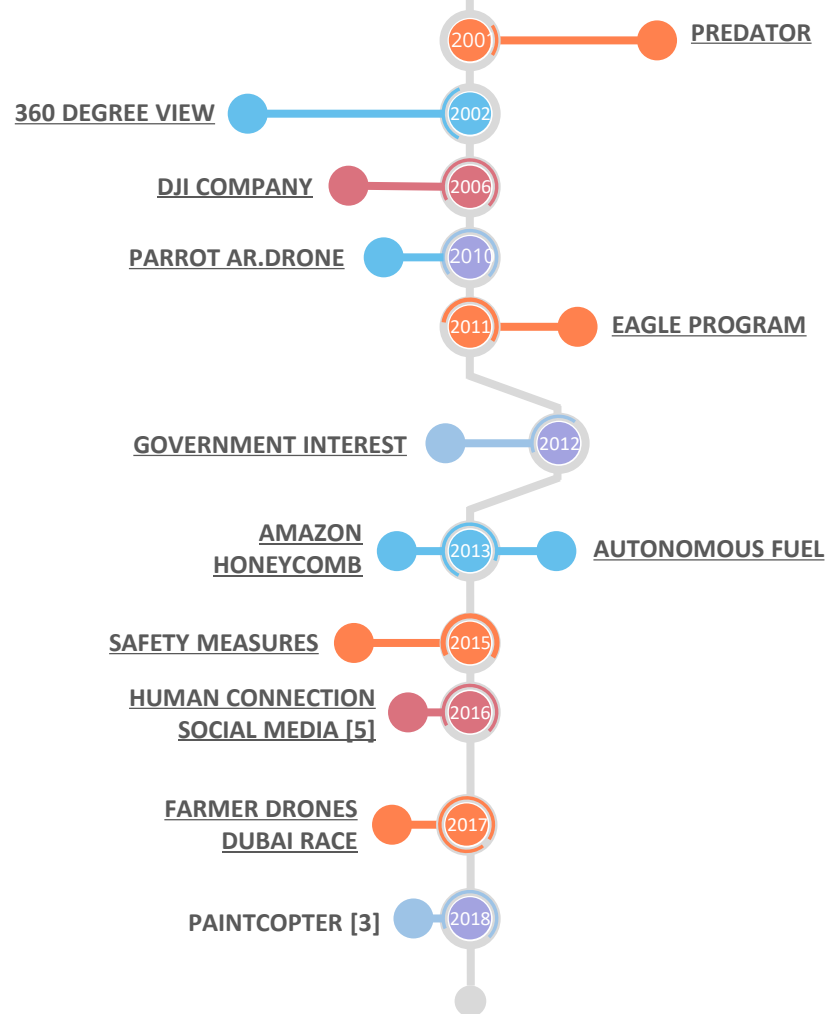 2001
PREDATOR
360 DEGREE VIEW
2002
DJI COMPANY
2006
PARROT AR.DRONE
2010
2011
EAGLE PROGRAM
GOVERNMENT INTEREST
2012
AMAZON
HONEYCOMB
2013
AUTONOMOUS FUEL
SAFETY MEASURES
2015
HUMAN CONNECTION
SOCIAL MEDIA [5]
2016
FARMER DRONES
DUBAI RACE
2017
PAINTCOPTER [3]
2018